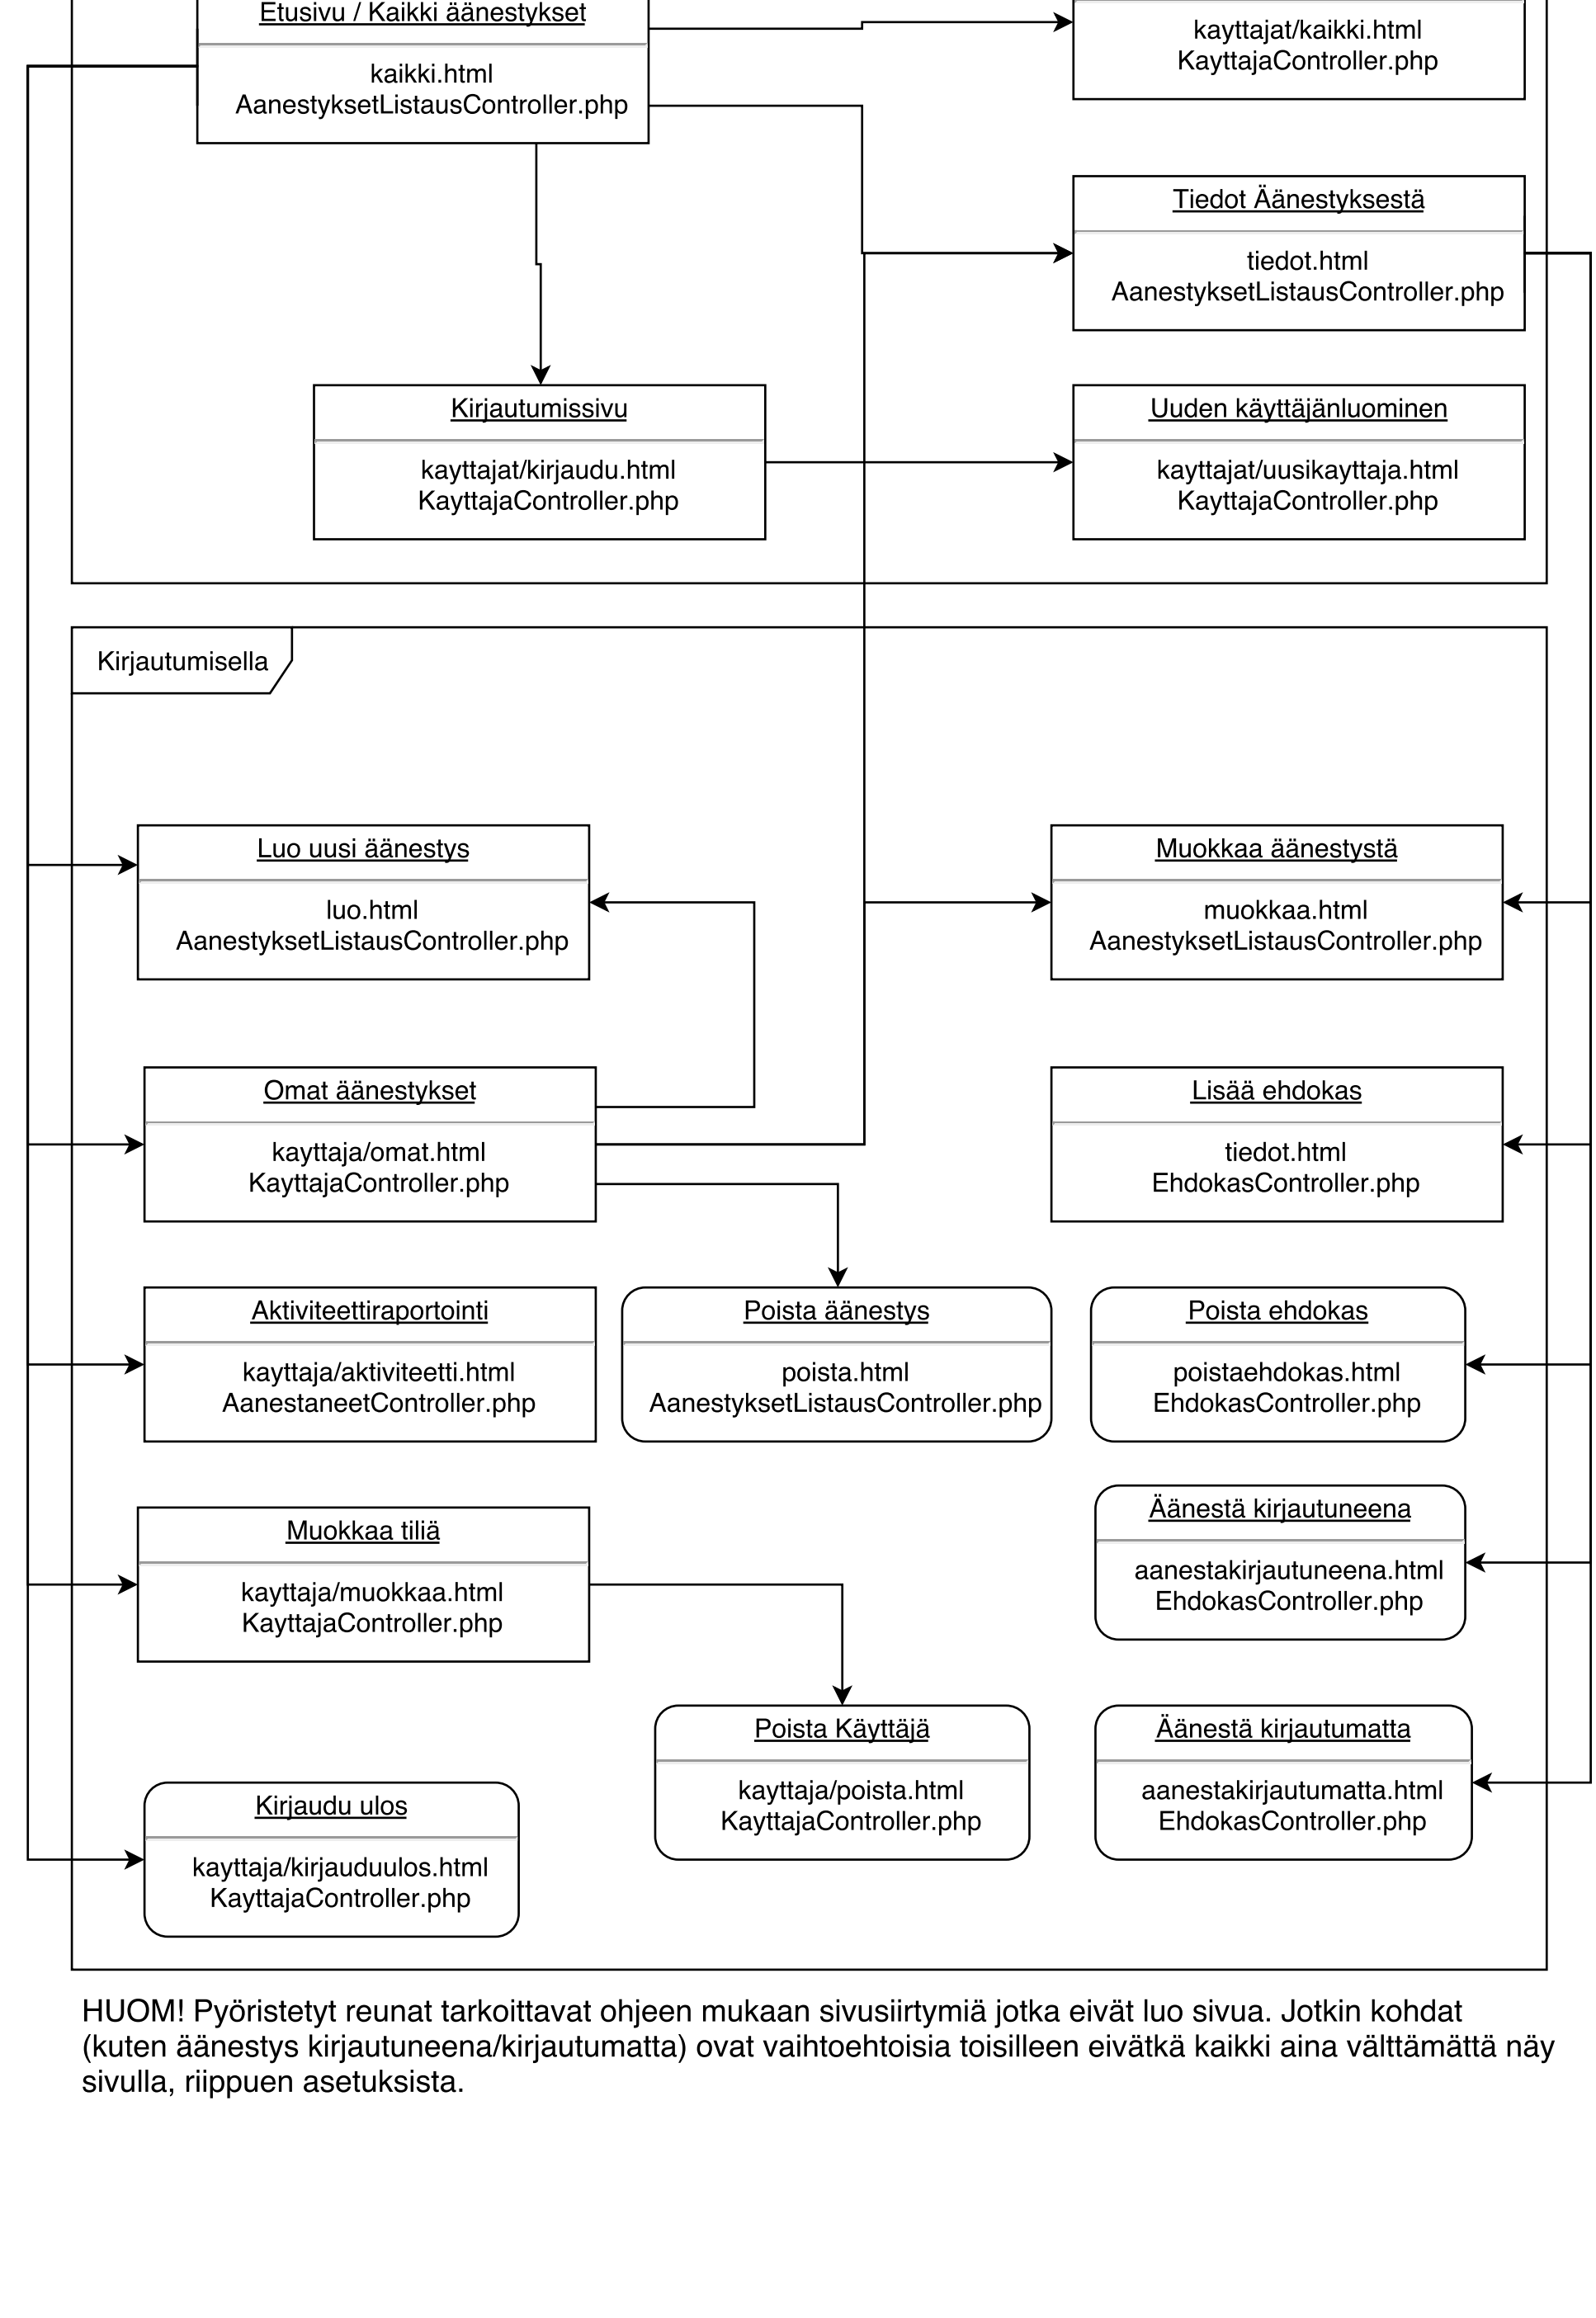 Etusivu / Kaikki äänestykset
kaikki.html
AanestyksetListausController.php
kayttajat/kaikki.html
KayttajaController.php
Tiedot Äänestyksestä
tiedot.html
AanestyksetListausController.php
Kirjautumissivu
kayttajat/kirjaudu.html
KayttajaController.php
Uuden käyttäjänluominen
kayttajat/uusikayttaja.html
KayttajaController.php
Kirjautumisella
Luo uusi äänestys
luo.html
AanestyksetListausController.php
Muokkaa äänestystä
muokkaa.html
AanestyksetListausController.php
Omat äänestykset
kayttaja/omat.html
KayttajaController.php
Lisää ehdokas
tiedot.html
EhdokasController.php
Aktiviteettiraportointi
kayttaja/aktiviteetti.html
AanestaneetController.php
Poista äänestys
poista.html
AanestyksetListausController.php
Poista ehdokas
poistaehdokas.html
EhdokasController.php
Muokkaa tiliä
kayttaja/muokkaa.html
KayttajaController.php
Äänestä kirjautuneena
aanestakirjautuneena.html
EhdokasController.php
Poista Käyttäjä
kayttaja/poista.html
KayttajaController.php
Äänestä kirjautumatta
aanestakirjautumatta.html
EhdokasController.php
Kirjaudu ulos
kayttaja/kirjauduulos.html
KayttajaController.php
HUOM! Pyöristetyt reunat tarkoittavat ohjeen mukaan sivusiirtymiä jotka eivät luo sivua. Jotkin kohdat
(kuten äänestys kirjautuneena/kirjautumatta) ovat vaihtoehtoisia toisilleen eivätkä kaikki aina välttämättä näy
sivulla, riippuen asetuksista.